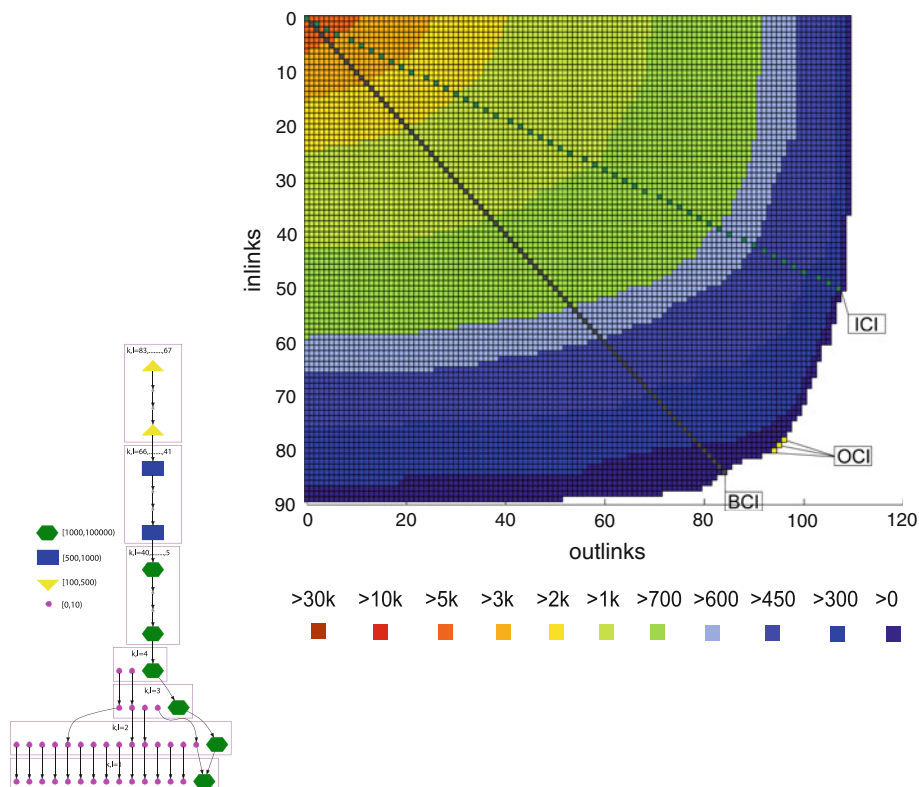 0
10
20
30
40
50
60
70
80
90
inlinks
0
20
40
60
80
100
120
outlinks
ICI
OCI
BCI
>30k
>10k
>5k
>3k
>2k
>1k
>700
>600
>450
>300
>0
k,l=83,......,67
k,l=66,......,41
k,l=40,......,5
k,l=4
k,l=3
k,l=2
k,l=1
[1000,100000)
[500,1000)
[100,500)
[0,10)